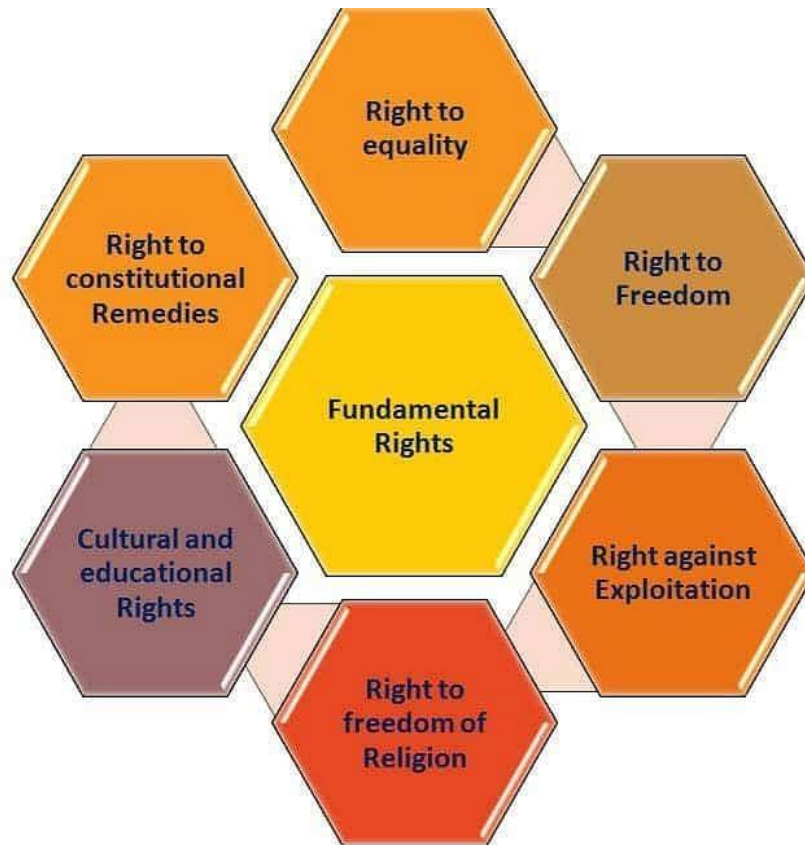 Right to
equality
Right to
Freedom
Right against
Exploitation
Right to
freedom of
Religion
Cultural and
educational
Rights
Right to
constitutional
Remedies
Fundamental
Rights